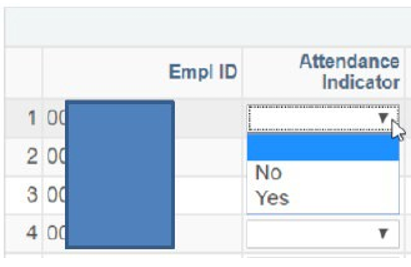 Empl ID
Attendance
Indicator
1 00
2 00
No
3 00
Yes
4 00